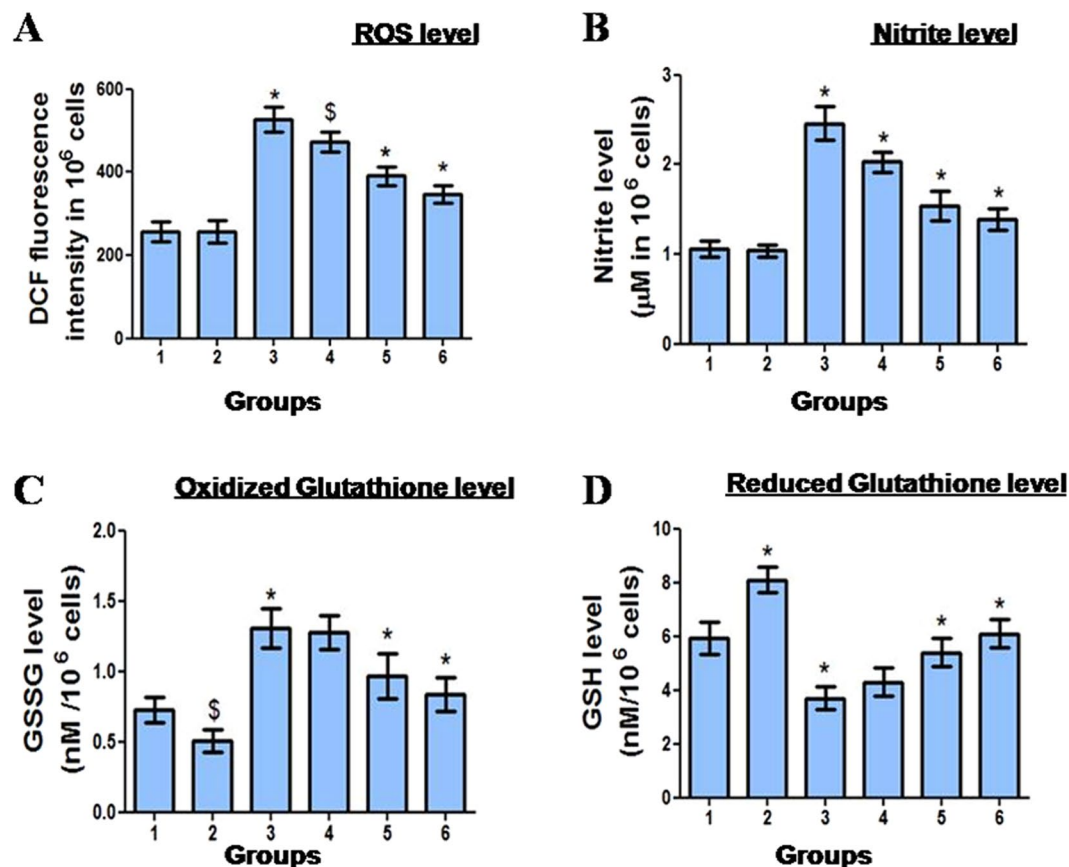 A
ROS level
DCF fluorescence
intensity in 10⁶ cells
600
400
200
0
*
$
*
*
1 2 3 4 5 6
Groups
B
Nitrite level
Nitrite level
(µM in 10⁶ cells)
3
2
1
0
*
*
*
*
1 2 3 4 5 6
Groups
C
Oxidized Glutathione level
GSSG level
(nM /10⁶ cells)
2.0
1.5
1.0
0.5
0.0
$
*
*
*
1 2 3 4 5 6
Groups
D
Reduced Glutathione level
GSH level
(nM/10⁶ cells)
10
8
6
4
2
0
*
*
*
*
1 2 3 4 5 6
Groups